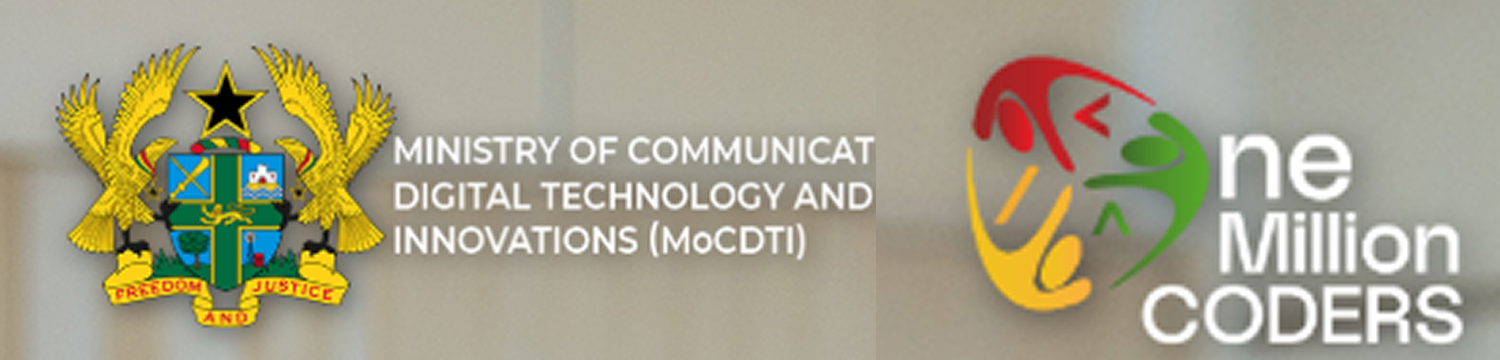 MINISTRY OF COMMUNICAT
DIGITAL TECHNOLOGY AND
INNOVATIONS (MoCDTI)
FREEDOM AND JUSTICE
ne
Million
CODERS